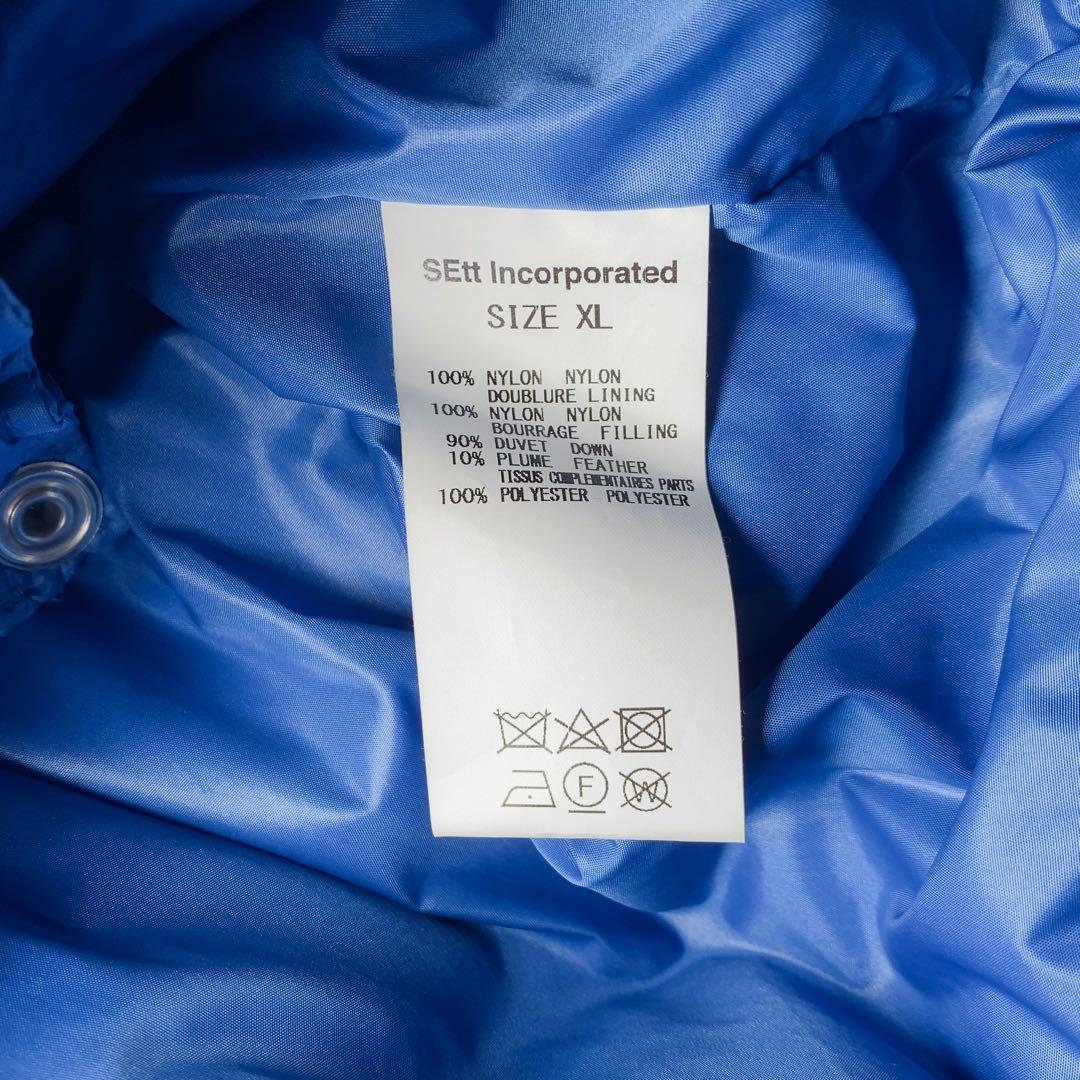 SEtt Incorporated
SIZE XL
100% NYLON NYLON
DOUBLURE LINING
100% NYLON NYLON
BOURRAGE FILLING
90% DUVET DOWN
10% PLUME FEATHER
TISSUS COMPLEMENTAIRES PARTS
100% POLYESTER POLYESTER
F W